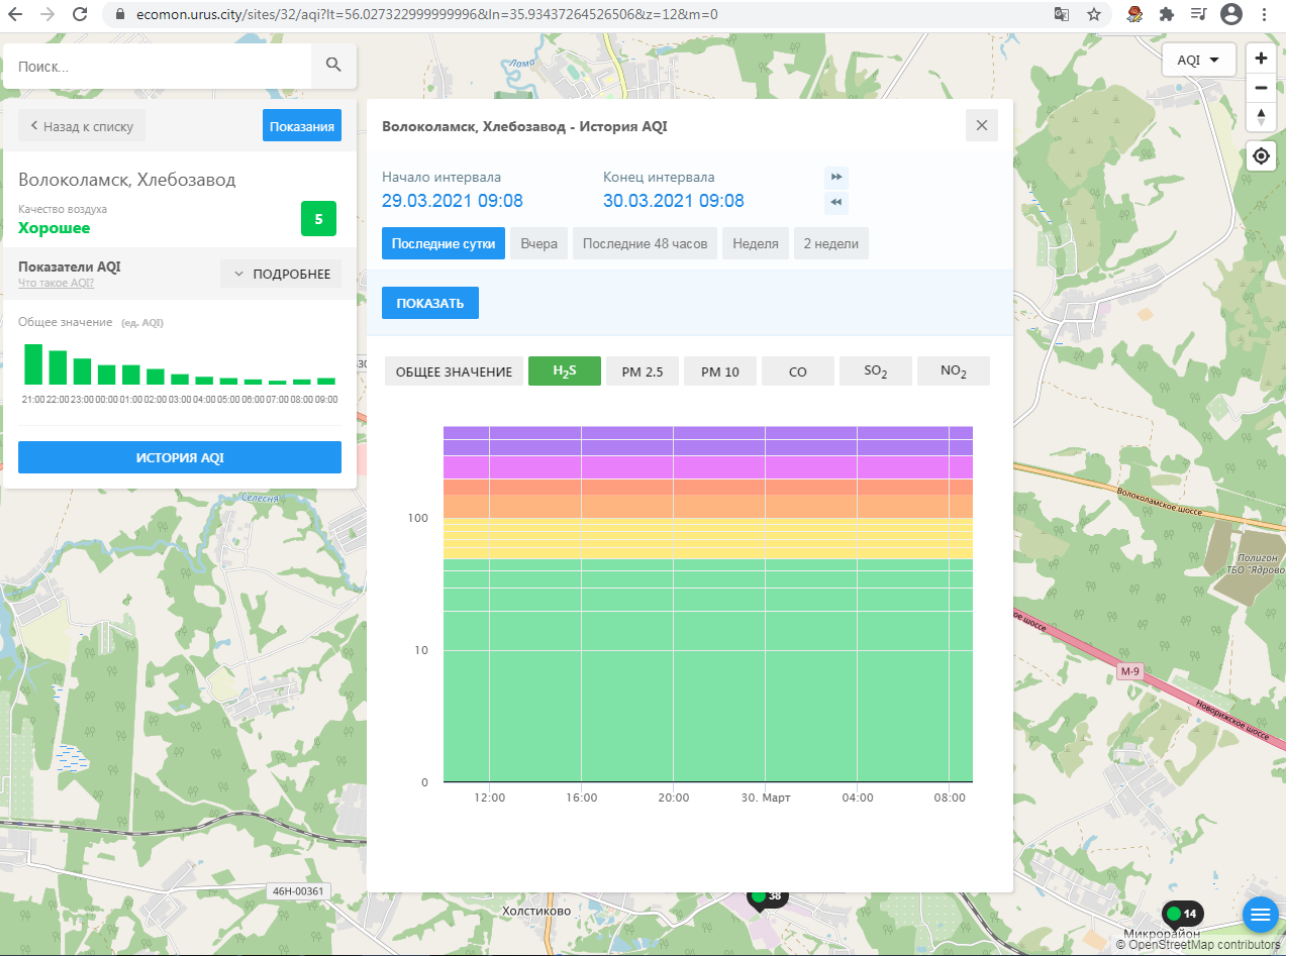 ecomon.urus.city/sites/32/aqi?lt=56.027322999999996&ln=35.93437264526506&z=12&m=0
Поиск...
AQI
Назад к списку
Показания
Волоколамск, Хлебозавод
Качество воздуха
Хорошее
5
Показатели AQI
Что такое AQI?
ПОДРОБНЕЕ
Общее значение (ед. AQI)
21:00 22:00 23:00 00:00 01:00 02:00 03:00 04:00 05:00 06:00 07:00 08:00 09:00
ИСТОРИЯ AQI
Волоколамск, Хлебозавод - История AQI
Начало интервала
29.03.2021 09:08
Конец интервала
30.03.2021 09:08
Последние сутки
Вчера
Последние 48 часов
Неделя
2 недели
ПОКАЗАТЬ
ОБЩЕЕ ЗНАЧЕНИЕ
H₂S
PM 2.5
PM 10
CO
SO₂
NO₂
100
10
0
12:00 16:00 20:00 30. Март 04:00 08:00
Лама
Селесня
Волоколамское шоссе
Полигон
ТБО "Ядрово
M-9
Новорижское шоссе
46Н-00361
Холстиково
38
14
Микрорайон
© OpenStreetMap contributors